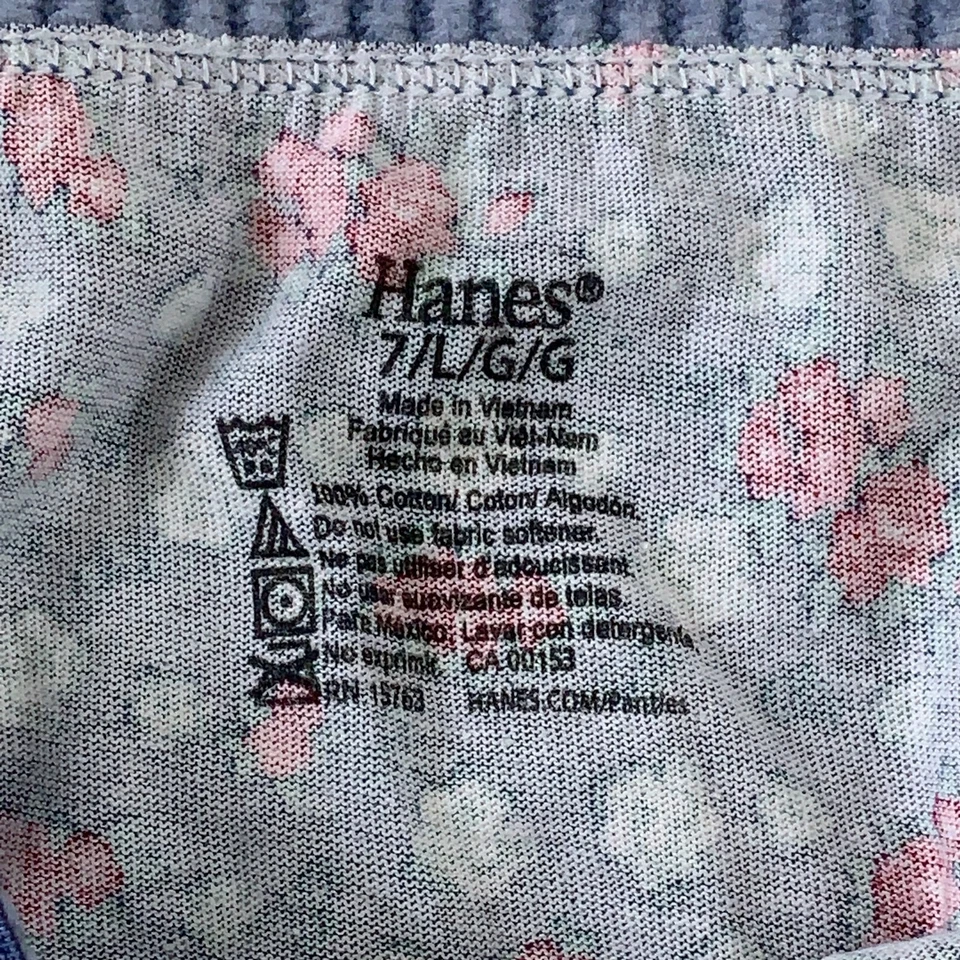 Hanes®
7/L/G/G
Made in Vietnam
Fabriqué au Viêt-Nam
Hecho en Vietnam
100% Cotton/ Coton/ Algodón.
Do not use fabric softener.
Ne pas utiliser d'adoucissant.
No usar suavizante de telas.
Para México: Lavar con detergente
No exprimir. CA 00153
RN 15763 HANES.COM/Panties